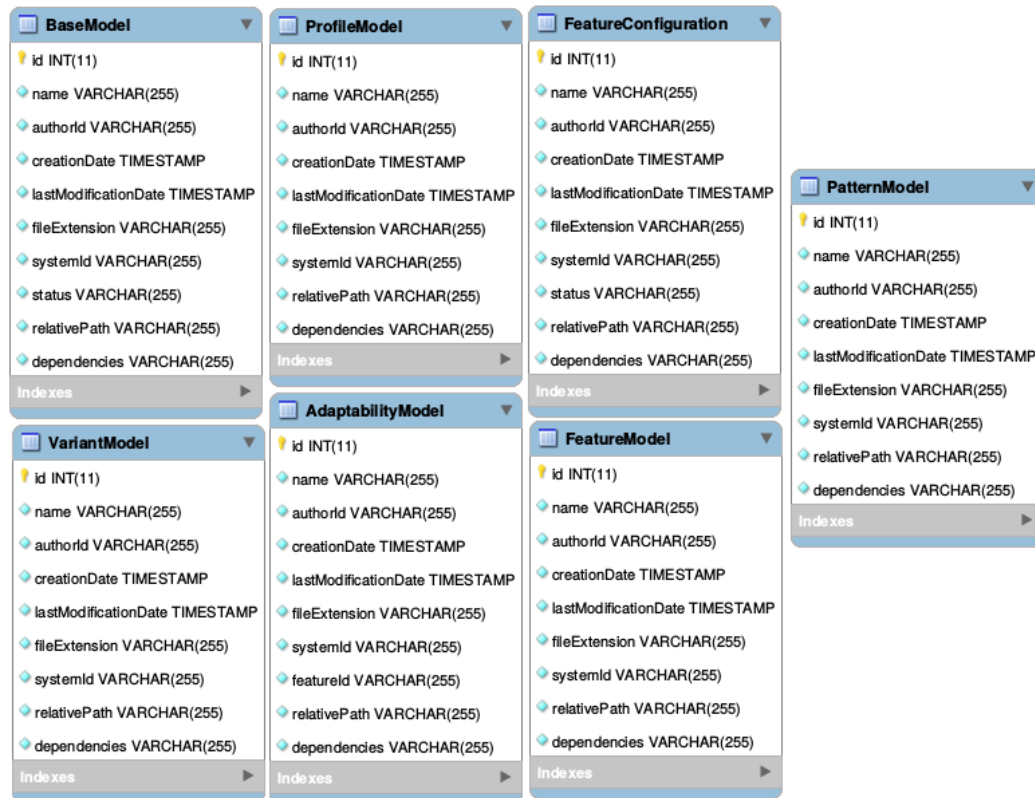 BaseModel
id INT(11)
name VARCHAR(255)
authorId VARCHAR(255)
creationDate TIMESTAMP
lastModificationDate TIMESTAMP
fileExtension VARCHAR(255)
systemId VARCHAR(255)
status VARCHAR(255)
relativePath VARCHAR(255)
dependencies VARCHAR(255)
Indexes
ProfileModel
id INT(11)
name VARCHAR(255)
authorId VARCHAR(255)
creationDate TIMESTAMP
lastModificationDate TIMESTAMP
fileExtension VARCHAR(255)
systemId VARCHAR(255)
relativePath VARCHAR(255)
dependencies VARCHAR(255)
Indexes
FeatureConfiguration
id INT(11)
name VARCHAR(255)
authorId VARCHAR(255)
creationDate TIMESTAMP
lastModificationDate TIMESTAMP
fileExtension VARCHAR(255)
systemId VARCHAR(255)
status VARCHAR(255)
relativePath VARCHAR(255)
dependencies VARCHAR(255)
Indexes
PatternModel
id INT(11)
name VARCHAR(255)
authorId VARCHAR(255)
creationDate TIMESTAMP
lastModificationDate TIMESTAMP
fileExtension VARCHAR(255)
systemId VARCHAR(255)
relativePath VARCHAR(255)
dependencies VARCHAR(255)
Indexes
VariantModel
id INT(11)
name VARCHAR(255)
authorId VARCHAR(255)
creationDate TIMESTAMP
lastModificationDate TIMESTAMP
fileExtension VARCHAR(255)
systemId VARCHAR(255)
relativePath VARCHAR(255)
dependencies VARCHAR(255)
Indexes
AdaptabilityModel
id INT(11)
name VARCHAR(255)
authorId VARCHAR(255)
creationDate TIMESTAMP
lastModificationDate TIMESTAMP
fileExtension VARCHAR(255)
systemId VARCHAR(255)
featureId VARCHAR(255)
relativePath VARCHAR(255)
dependencies VARCHAR(255)
Indexes
FeatureModel
id INT(11)
name VARCHAR(255)
authorId VARCHAR(255)
creationDate TIMESTAMP
lastModificationDate TIMESTAMP
fileExtension VARCHAR(255)
systemId VARCHAR(255)
relativePath VARCHAR(255)
dependencies VARCHAR(255)
Indexes